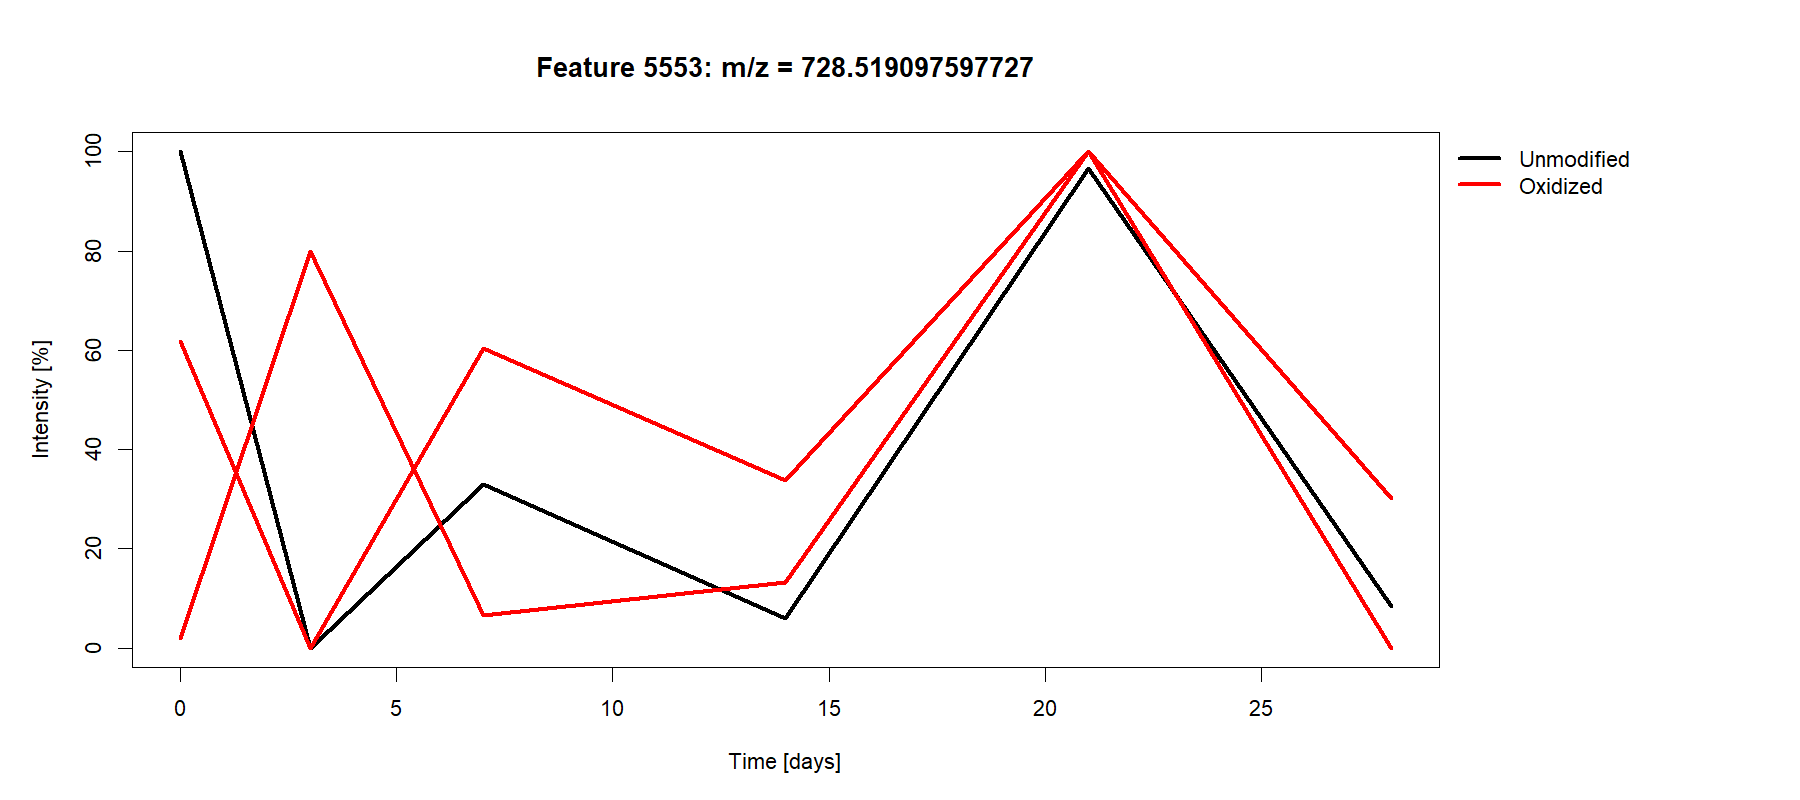 Feature 5553: m/z = 728.519097597727
Unmodified
Oxidized
Intensity [%]
100
80
60
40
20
0
0 5 10 15 20 25
Time [days]